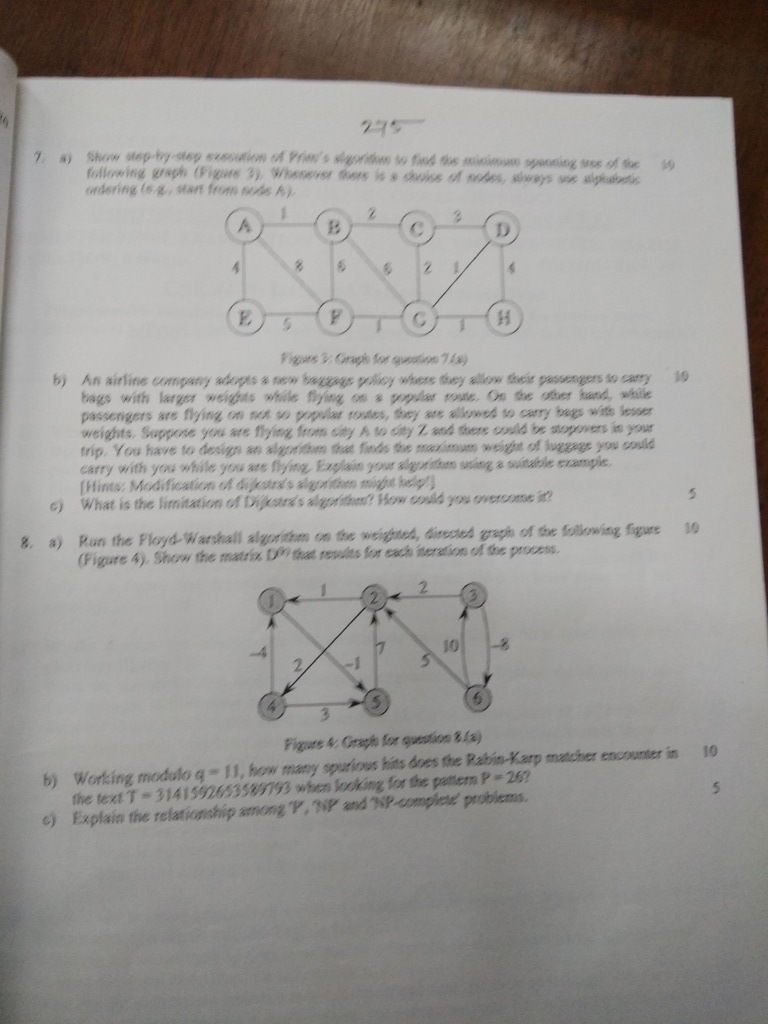 275
7. a) Show step-by-step execution of Prim's algorithm to find the minimum spanning tree of the 10
following graph (Figure 3). Whenever there is a choice of nodes, always use alphabetic
ordering (e.g., start from node A).
1 2 3
A B C D
4 8 6 6 2 1 4
E F G H
5 1 1
Figure 3: Graph for question 7.(a)
b) An airline company adopts a new baggage policy where they allow their passengers to carry 10
bags with larger weights while flying on a popular route. On the other hand, while
passengers are flying on not so popular routes, they are allowed to carry bags with lesser
weights. Suppose you are flying from city A to city Z and there could be stopovers in your
trip. You have to design an algorithm that finds the maximum weight of luggage you could
carry with you while you are flying. Explain your algorithm using a suitable example.
[Hints: Modification of dijkstra's algorithm might help!]
c) What is the limitation of Dijkstra's algorithm? How could you overcome it? 5
8. a) Run the Floyd-Warshall algorithm on the weighted, directed graph of the following figure 10
(Figure 4). Show the matrix D(k) that results for each iteration of the process.
1 2
1 2 3
-4 2 -1 7 5 10 -8
4 5 6
3
Figure 4: Graph for question 8.(a)
b) Working modulo q = 11, how many spurious hits does the Rabin-Karp matcher encounter in 10
the text T = 3141592653589793 when looking for the pattern P = 26?
c) Explain the relationship among 'P', 'NP' and 'NP-complete' problems. 5